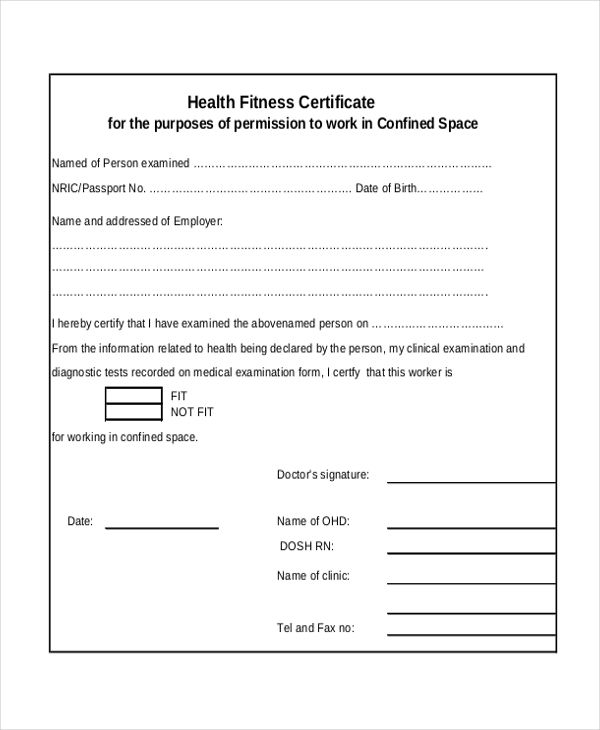 Health Fitness Certificate
for the purposes of permission to work in Confined Space
Named of Person examined ……………………………………………………………
NRIC/Passport No. ………………………………………………. Date of Birth………………
Name and addressed of Employer:
…………………………………………………………………………………………….
……………………………………………………………………………………………
…………………………………………………………………………………………….
I hereby certify that I have examined the abovenamed person on ………………………………
From the information related to health being declared by the person, my clinical examination and
diagnostic tests recorded on medical examination form, I certify that this worker is
FIT
NOT FIT
for working in confined space.
Doctor's signature:
Date:
Name of OHD:
DOSH RN:
Name of clinic:
Tel and Fax no: